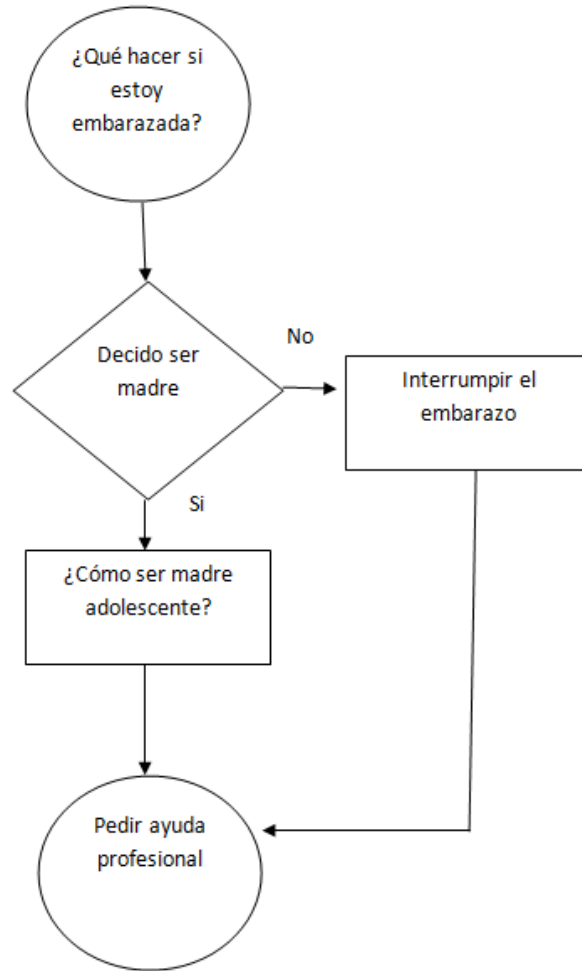 ¿Qué hacer si
estoy
embarazada?
Decido ser
madre
No
Interrumpir el
embarazo
Si
¿Cómo ser madre
adolescente?
Pedir ayuda
profesional